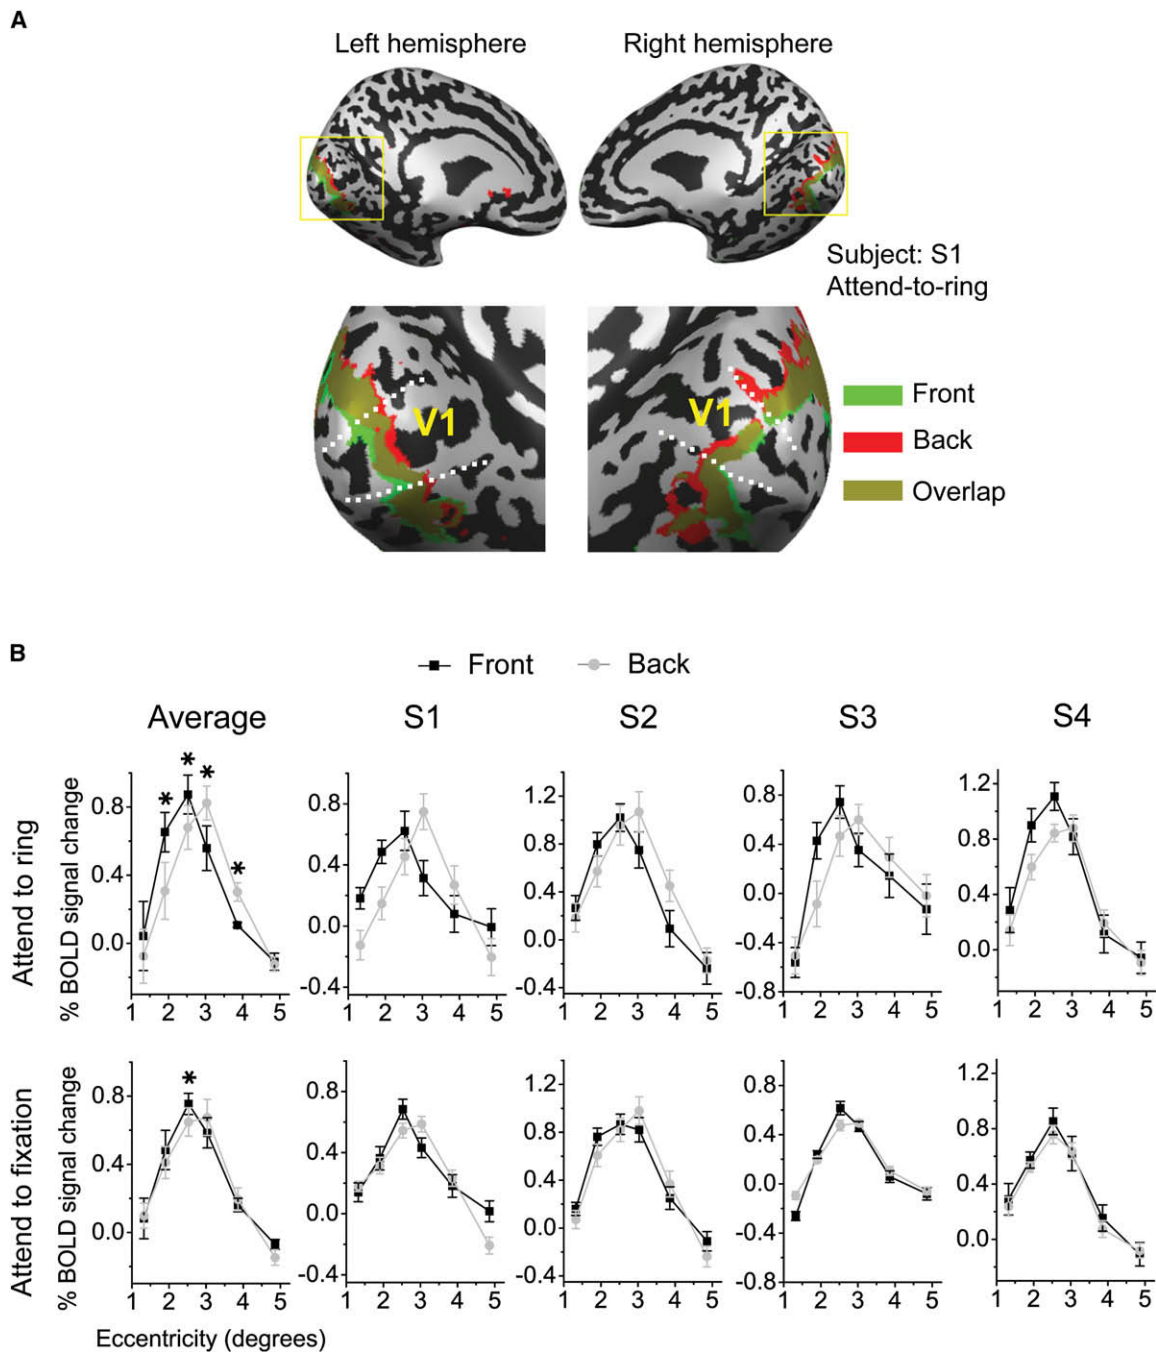 A
Left hemisphere Right hemisphere
Subject: S1
Attend-to-ring
V1 V1
Front
Back
Overlap
B
Front Back
Average S1 S2 S3 S4
Attend to ring
% BOLD signal change
0.8
0.4
0.0
1 2 3 4 5
* * * *
0.8
0.4
0.0
-0.4
1 2 3 4 5
1.2
0.8
0.4
0.0
-0.4
1 2 3 4 5
0.8
0.4
0.0
-0.4
-0.8
1 2 3 4 5
1.2
0.8
0.4
0.0
1 2 3 4 5
Attend to fixation
% BOLD signal change
0.8
0.4
0.0
1 2 3 4 5
*
0.8
0.4
0.0
-0.4
1 2 3 4 5
1.2
0.8
0.4
0.0
-0.4
1 2 3 4 5
0.8
0.4
0.0
-0.4
-0.8
1 2 3 4 5
1.2
0.8
0.4
0.0
1 2 3 4 5
Eccentricity (degrees)